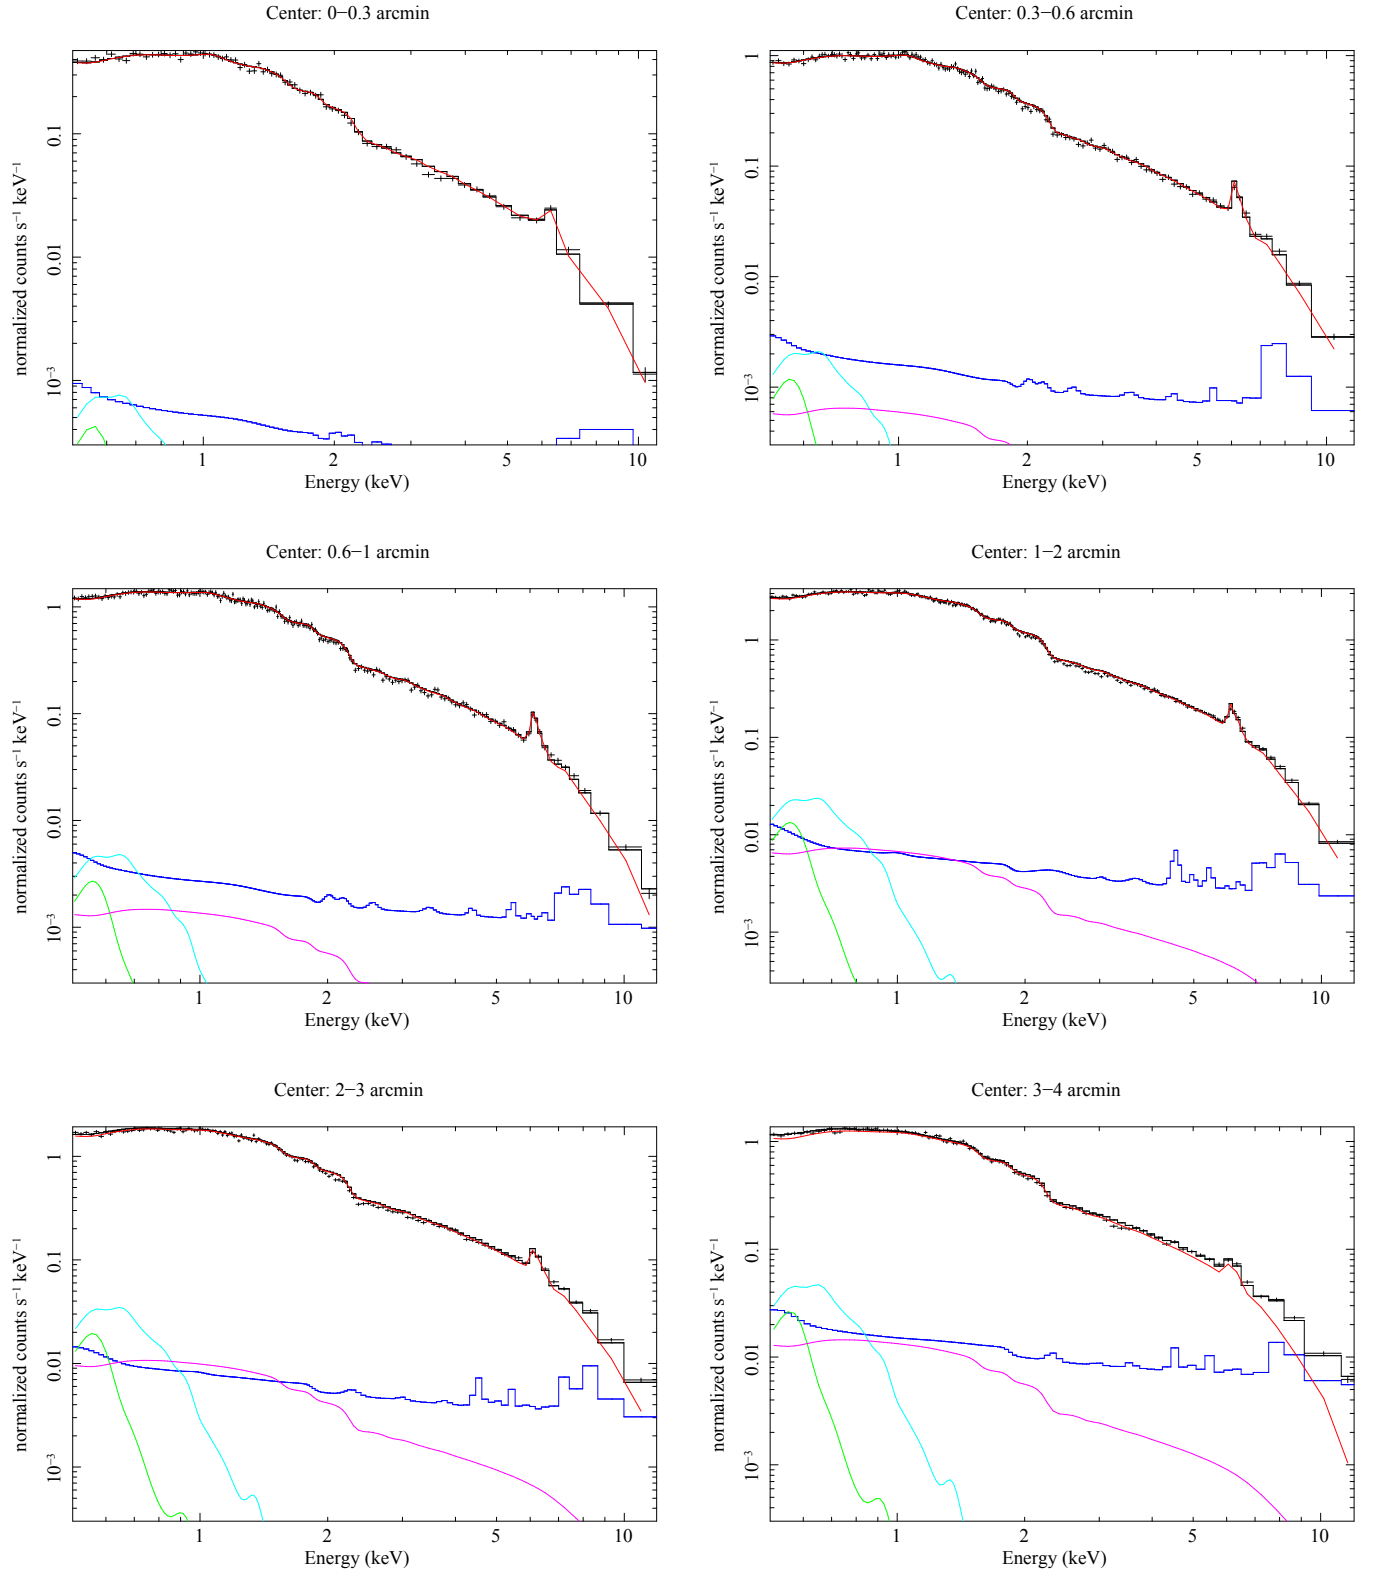 Center: 0−0.3 arcmin
normalized counts s⁻¹ keV⁻¹
0.1
0.01
10⁻³
1 2 5 10
Energy (keV)
Center: 0.3−0.6 arcmin
normalized counts s⁻¹ keV⁻¹
1
0.1
0.01
10⁻³
1 2 5 10
Energy (keV)
Center: 0.6−1 arcmin
normalized counts s⁻¹ keV⁻¹
1
0.1
0.01
10⁻³
1 2 5 10
Energy (keV)
Center: 1−2 arcmin
normalized counts s⁻¹ keV⁻¹
1
0.1
0.01
10⁻³
1 2 5 10
Energy (keV)
Center: 2−3 arcmin
normalized counts s⁻¹ keV⁻¹
1
0.1
0.01
10⁻³
1 2 5 10
Energy (keV)
Center: 3−4 arcmin
normalized counts s⁻¹ keV⁻¹
1
0.1
0.01
10⁻³
1 2 5 10
Energy (keV)